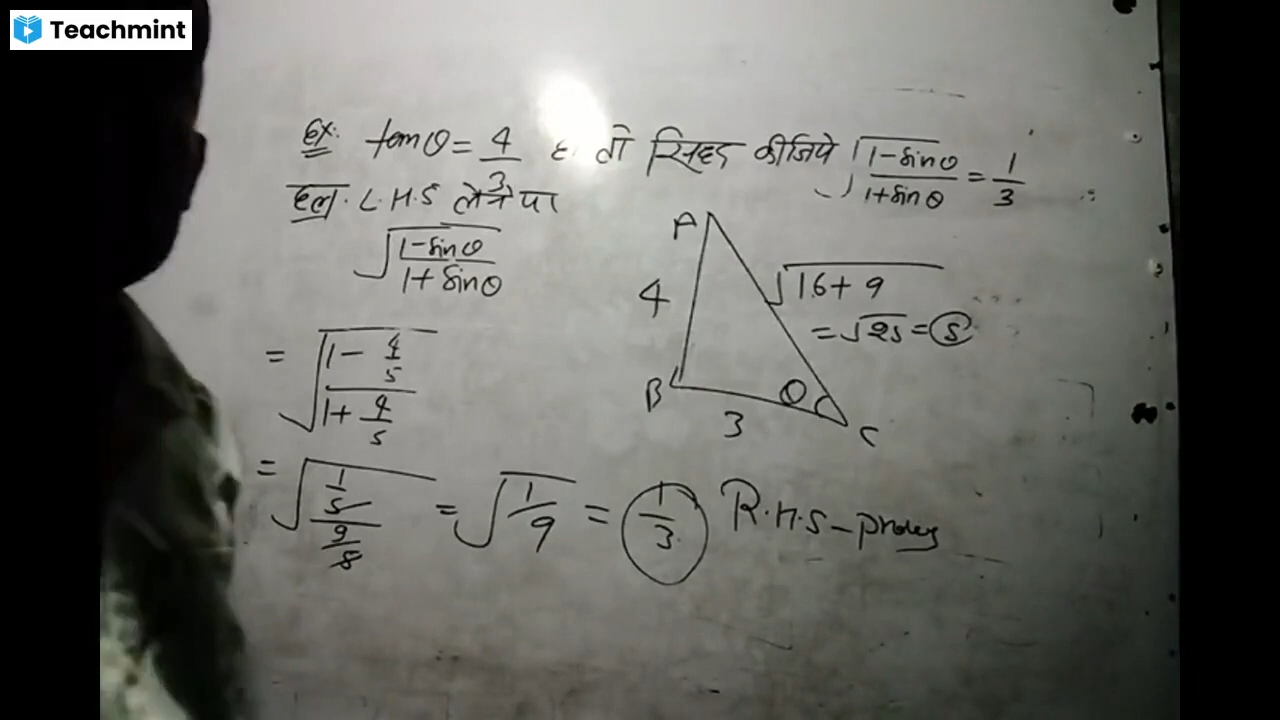 Teachmint
Ex: tanθ = 4/3 है तो सिद्ध कीजिये √((1-sinθ)/(1+sinθ)) = 1/3
हल. L.H.S लेने पर
√((1-sinθ)/(1+sinθ))
A
4
√16+9
= √25 = 5
B
3
θ
C
= √((1 - 4/5)/(1 + 4/5))
= √((1/5)/(9/5)) = √(1/9) = 1/3 R.H.S -